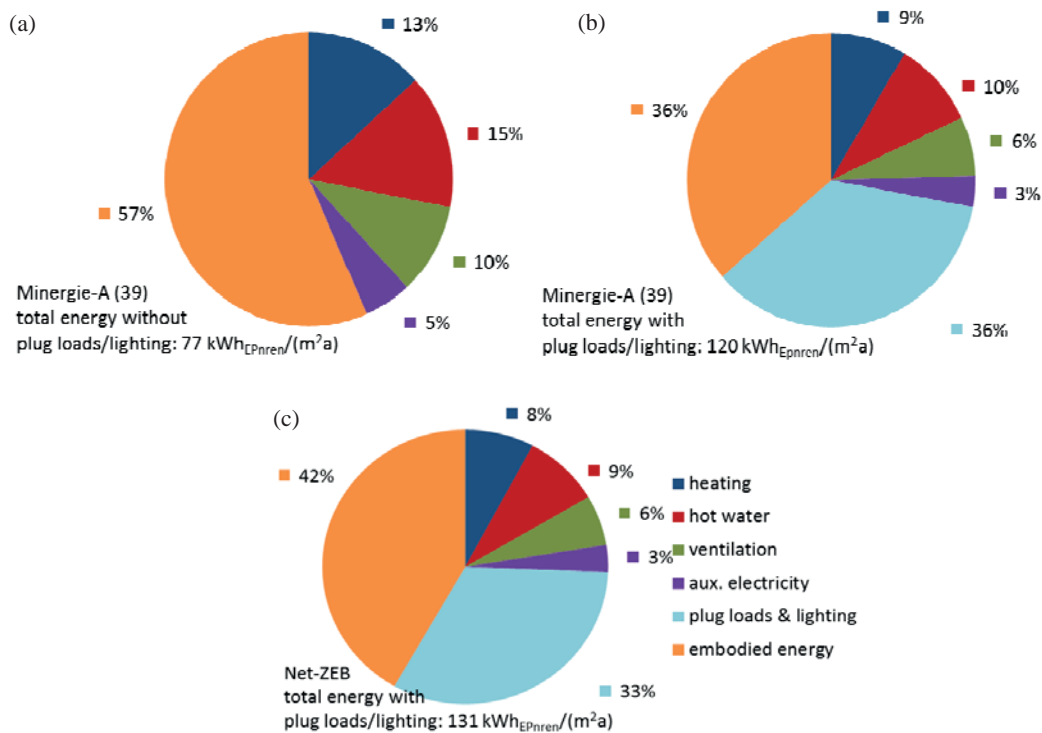 (a)
13%
15%
10%
5%
57%
Minergie-A (39)
total energy without
plug loads/lighting: 77 kWhEPnren/(m²a)
(b)
9%
10%
6%
3%
36%
36%
Minergie-A (39)
total energy with
plug loads/lighting: 120 kWhEpnren/(m²a)
(c)
8%
9%
6%
3%
33%
42%
Net-ZEB
total energy with
plug loads/lighting: 131 kWhEPnren/(m²a)
heating
hot water
ventilation
aux. electricity
plug loads & lighting
embodied energy